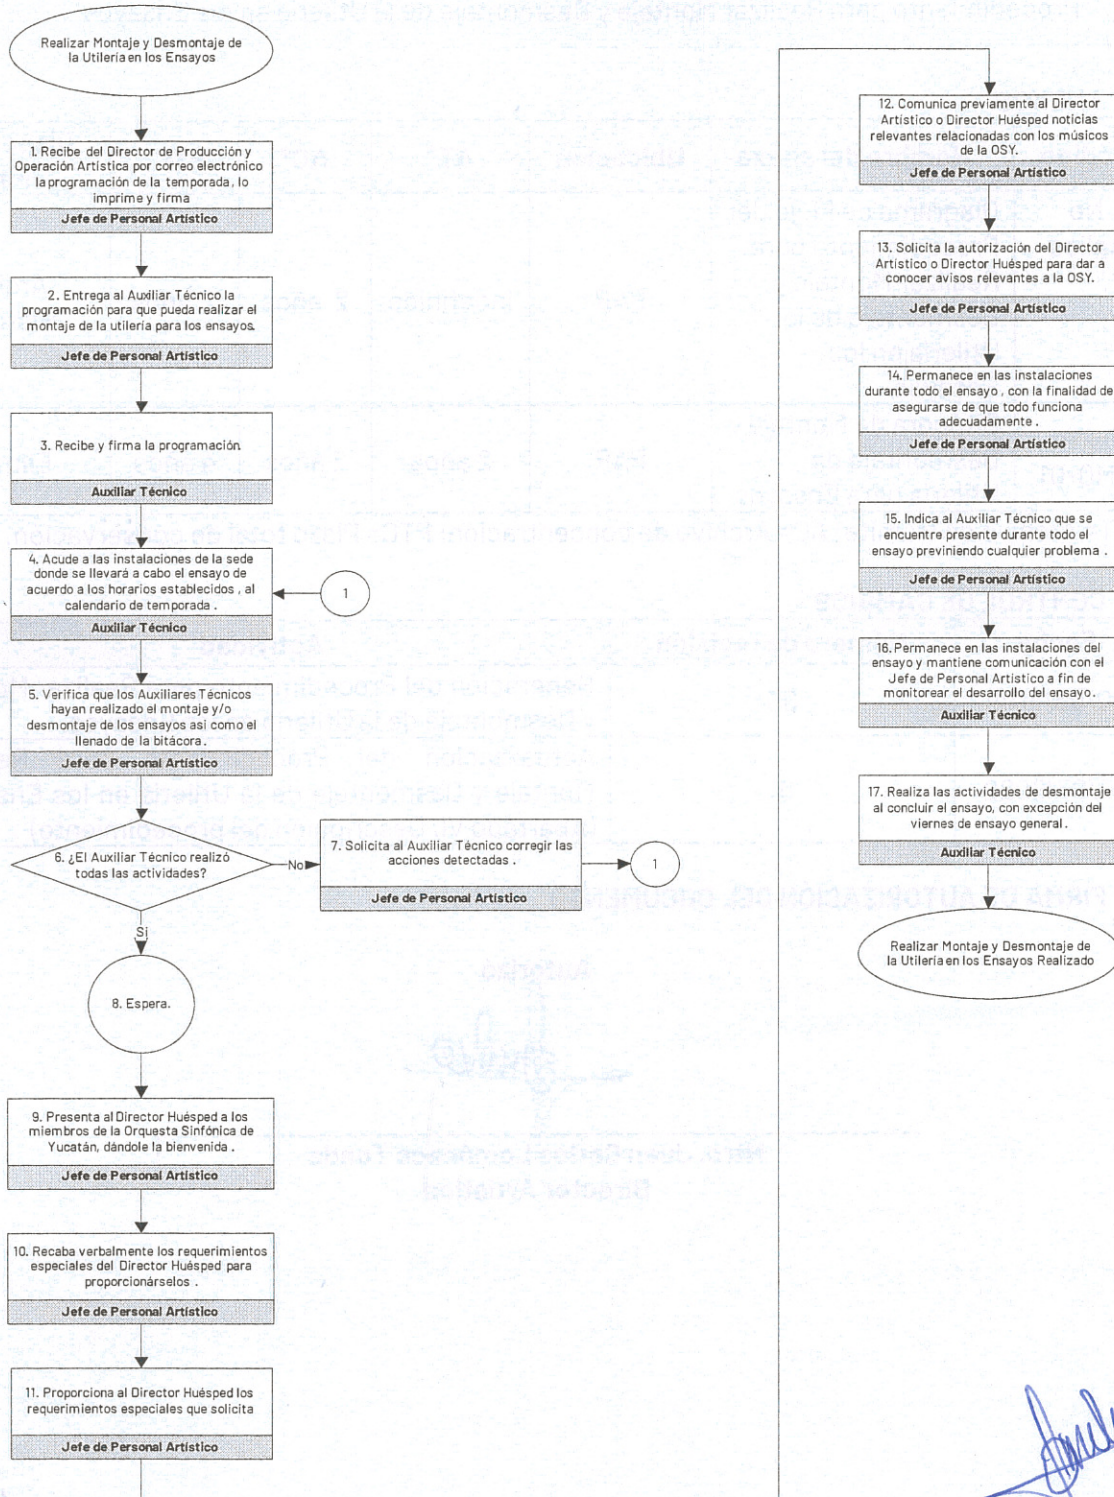 Realizar Montaje y Desmontaje de
la Utilería en los Ensayos
1. Recibe del Director de Producción y
Operación Artística por correo electrónico
la programación de la temporada, lo
imprime y firma
Jefe de Personal Artístico
2. Entrega al Auxiliar Técnico la
programación para que pueda realizar el
montaje de la utilería para los ensayos.
Jefe de Personal Artístico
3. Recibe y firma la programación.
Auxiliar Técnico
4. Acude a las instalaciones de la sede
donde se llevará a cabo el ensayo de
acuerdo a los horarios establecidos , al
calendario de temporada .
Auxiliar Técnico
1
5. Verifica que los Auxiliares Técnicos
hayan realizado el montaje y/o
desmontaje de los ensayos asi como el
llenado de la bitácora.
Jefe de Personal Artístico
6. ¿El Auxiliar Técnico realizó
todas las actividades?
No
7. Solicita al Auxiliar Técnico corregir las
acciones detectadas .
Jefe de Personal Artístico
1
Si
8. Espera.
9. Presenta al Director Huésped a los
miembros de la Orquesta Sinfónica de
Yucatán, dándole la bienvenida .
Jefe de Personal Artístico
10. Recaba verbalmente los requerimientos
especiales del Director Huésped para
proporcionárselos .
Jefe de Personal Artístico
11. Proporciona al Director Huésped los
requerimientos especiales que solicita
Jefe de Personal Artístico
12. Comunica previamente al Director
Artístico o Director Huésped noticias
relevantes relacionadas con los músicos
de la OSY.
Jefe de Personal Artístico
13. Solicita la autorización del Director
Artístico o Director Huésped para dar a
conocer avisos relevantes a la OSY.
Jefe de Personal Artístico
14. Permanece en las instalaciones
durante todo el ensayo , con la finalidad de
asegurarse de que todo funciona
adecuadamente .
Jefe de Personal Artístico
15. Indica al Auxiliar Técnico que se
encuentre presente durante todo el
ensayo previniendo cualquier problema .
Jefe de Personal Artístico
16. Permanece en las instalaciones del
ensayo y mantiene comunicación con el
Jefe de Personal Artístico a fin de
monitorear el desarrollo del ensayo.
Auxiliar Técnico
17. Realiza las actividades de desmontaje
al concluir el ensayo, con excepción del
viernes de ensayo general.
Auxiliar Técnico
Realizar Montaje y Desmontaje de
la Utilería en los Ensayos Realizado